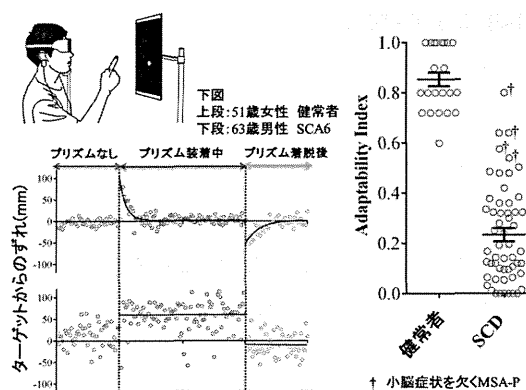 下図
上段:51歳女性 健常者
下段:63歳男性 SCA6
プリズムなし
プリズム装着中
プリズム着脱後
ターゲットからのずれ(mm)
100
50
0
-50
-100
100
50
0
-50
-100
Adaptability Index
1.0
0.8
0.6
0.4
0.2
0.0
†
†
†
†
健常者
SCD
† 小脳症状を欠くMSA-P